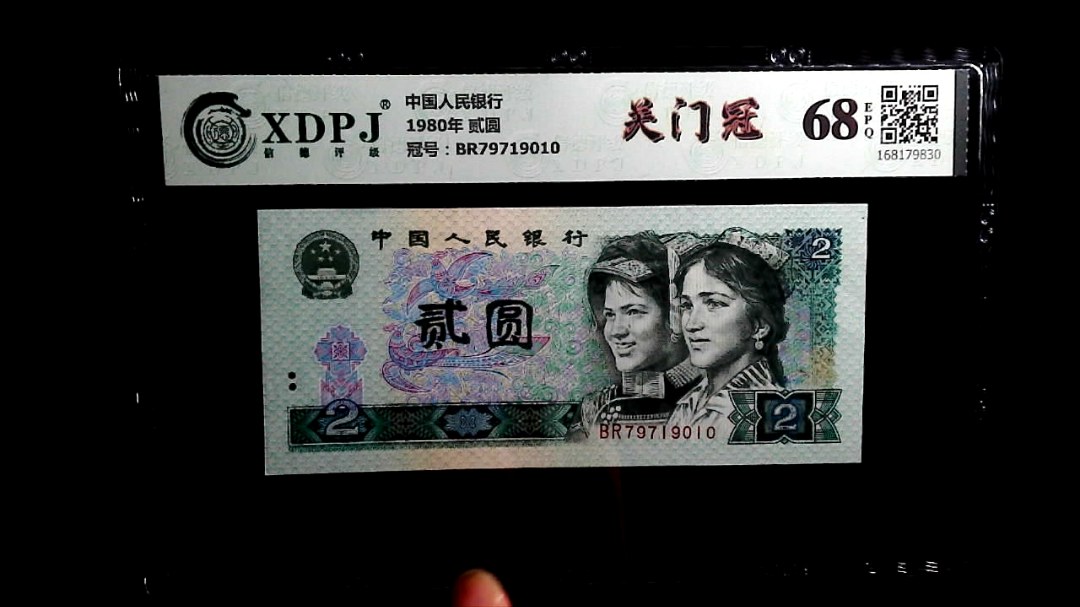 XDPJ®
信德评级
中国人民银行
1980年 贰圆
冠号：BR79719010
关门冠
68
EPQ
168179830
中国人民银行
2
贰圆
2
BR79719010
2